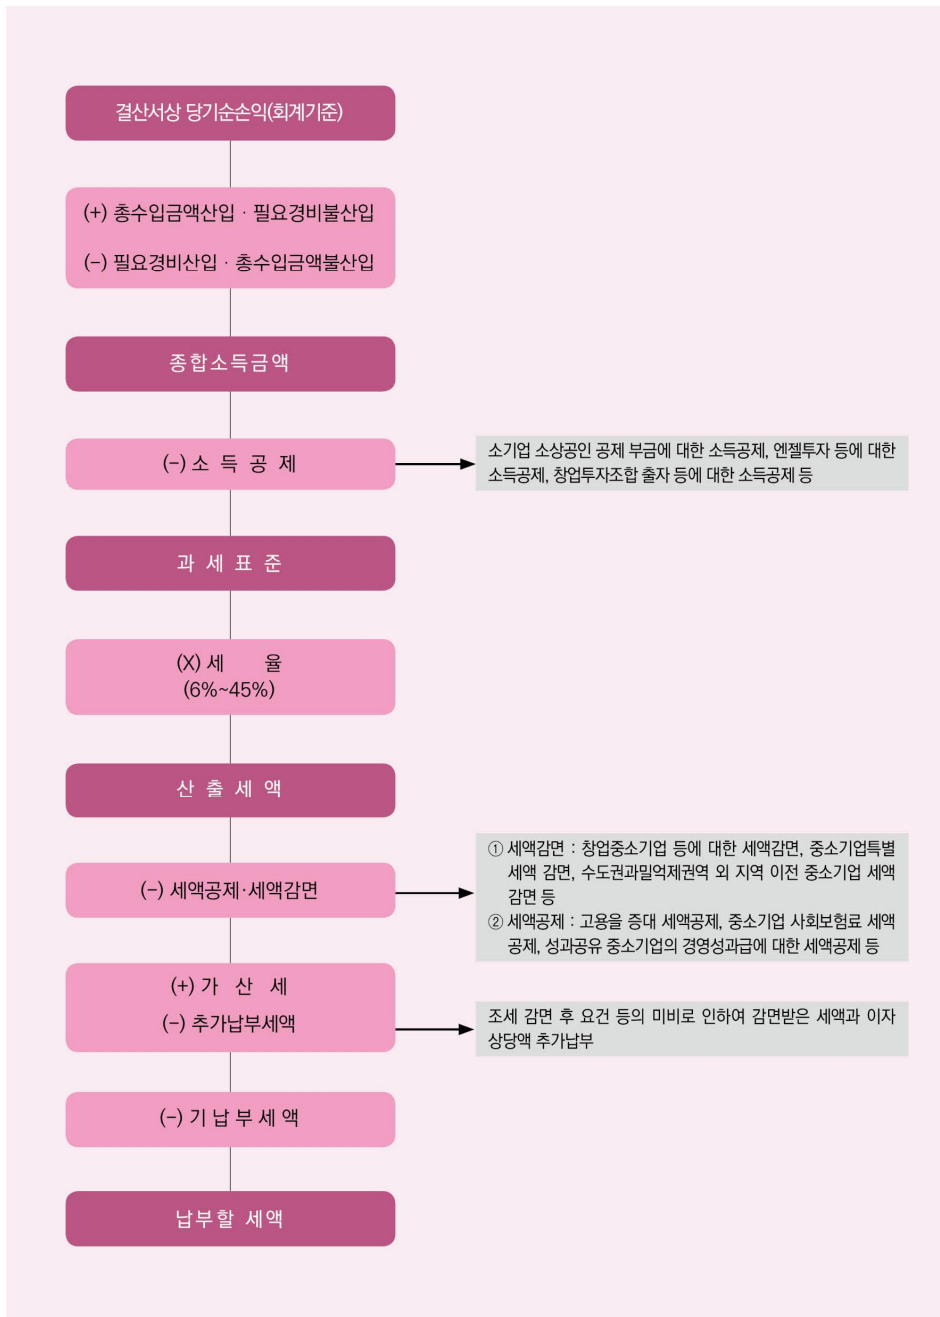 결산서상 당기순손익(회계기준)
(+) 총수입금액산입 · 필요경비불산입
(-) 필요경비산입 · 총수입금액불산입
종합소득금액
(-) 소 득 공 제
소기업 소상공인 공제 부금에 대한 소득공제, 엔젤투자 등에 대한
소득공제, 창업투자조합 출자 등에 대한 소득공제 등
과 세 표 준
(X) 세 율
(6%~45%)
산 출 세 액
(-) 세액공제·세액감면
① 세액감면 : 창업중소기업 등에 대한 세액감면, 중소기업특별
세액 감면, 수도권과밀억제권역 외 지역 이전 중소기업 세액
감면 등
② 세액공제 : 고용을 증대 세액공제, 중소기업 사회보험료 세액
공제, 성과공유 중소기업의 경영성과급에 대한 세액공제 등
(+) 가 산 세
(-) 추가납부세액
조세 감면 후 요건 등의 미비로 인하여 감면받은 세액과 이자
상당액 추가납부
(-) 기 납 부 세 액
납부할 세액